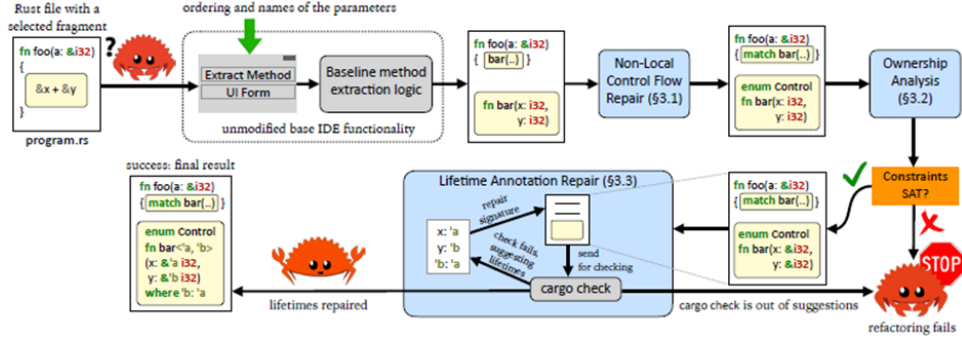 Rust file with a
selected fragment
fn foo(a: &i32)
{
&x + &y
}
program.rs
?
ordering and names of the parameters
Extract Method
UI Form
Baseline method
extraction logic
unmodified base IDE functionality
fn foo(a: &i32)
{ bar(..) }
fn bar(x: i32,
y: i32)
Non-Local
Control Flow
Repair (§3.1)
fn foo(a: &i32)
{ match bar(..) }
enum Control
fn bar(x: i32,
y: i32)
Ownership
Analysis
(§3.2)
Constraints
SAT?
STOP
refactoring fails
fn foo(a: &i32)
{ match bar(..) }
enum Control
fn bar(x: &i32,
y: &i32)
Lifetime Annotation Repair (§3.3)
repair
signature
x: 'a
y: 'b
'b: 'a
check fails,
suggesting
lifetimes
send
for checking
cargo check
cargo check is out of suggestions
lifetimes repaired
success: final result
fn foo(a: &i32)
{ match bar(..) }
enum Control
fn bar<'a, 'b>
(x: &'a i32,
y: &'b i32)
where 'b: 'a